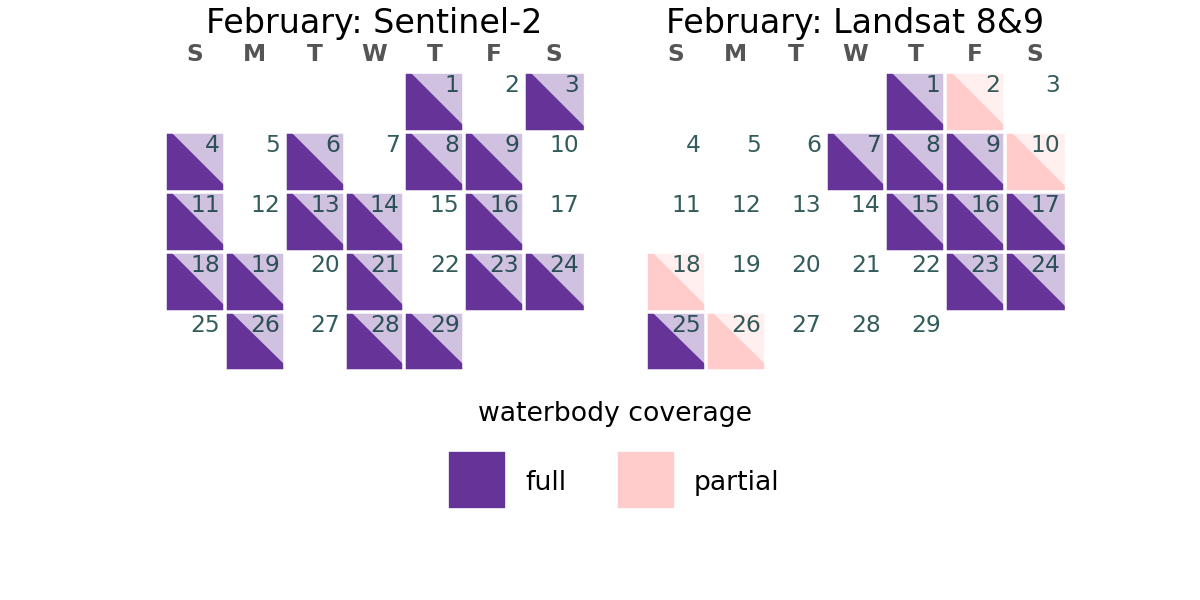 February: Sentinel-2
S M T W T F S
1 2 3
4 5 6 7 8 9 10
11 12 13 14 15 16 17
18 19 20 21 22 23 24
25 26 27 28 29
February: Landsat 8&9
S M T W T F S
1 2 3
4 5 6 7 8 9 10
11 12 13 14 15 16 17
18 19 20 21 22 23 24
25 26 27 28 29
waterbody coverage
full partial